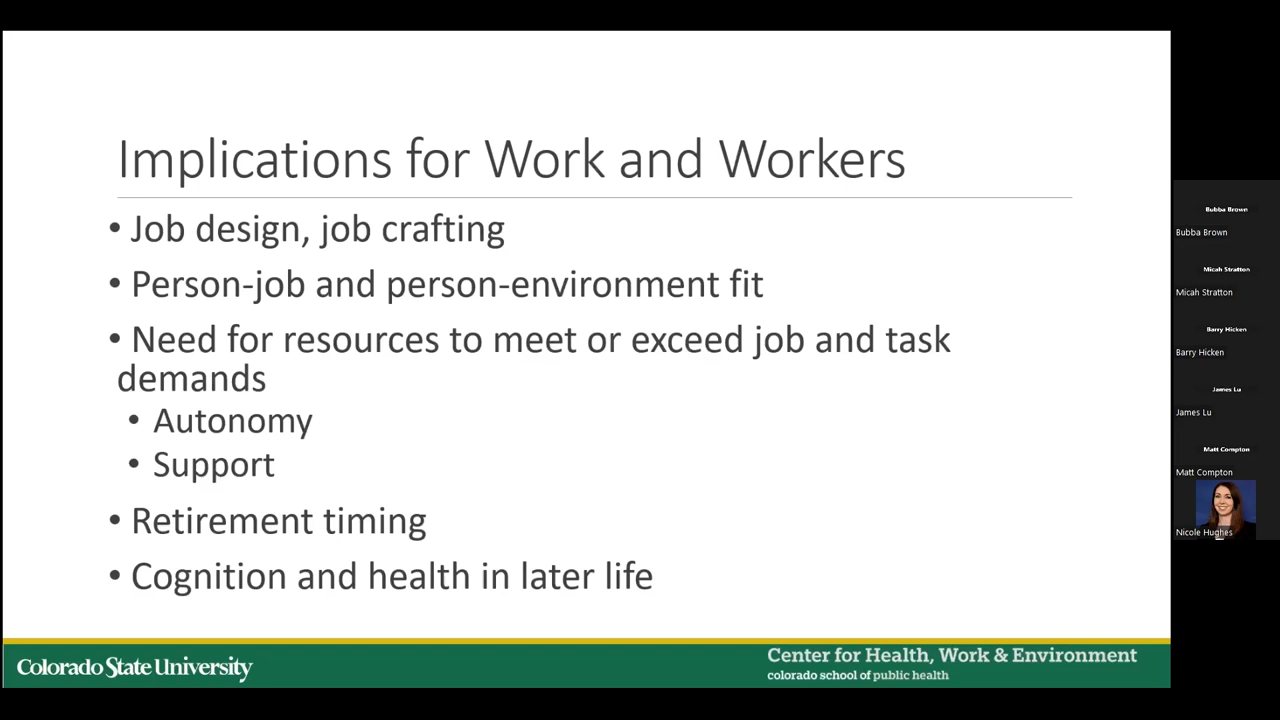 Implications for Work and Workers
• Job design, job crafting
• Person-job and person-environment fit
• Need for resources to meet or exceed job and task
demands
• Autonomy
• Support
• Retirement timing
• Cognition and health in later life
Colorado State University
Center for Health, Work & Environment
colorado school of public health
Bubba Brown
Bubba Brown
Micah Stratton
Micah Stratton
Barry Hicken
Barry Hicken
James Lu
James Lu
Matt Compton
Matt Compton
Nicole Hughes